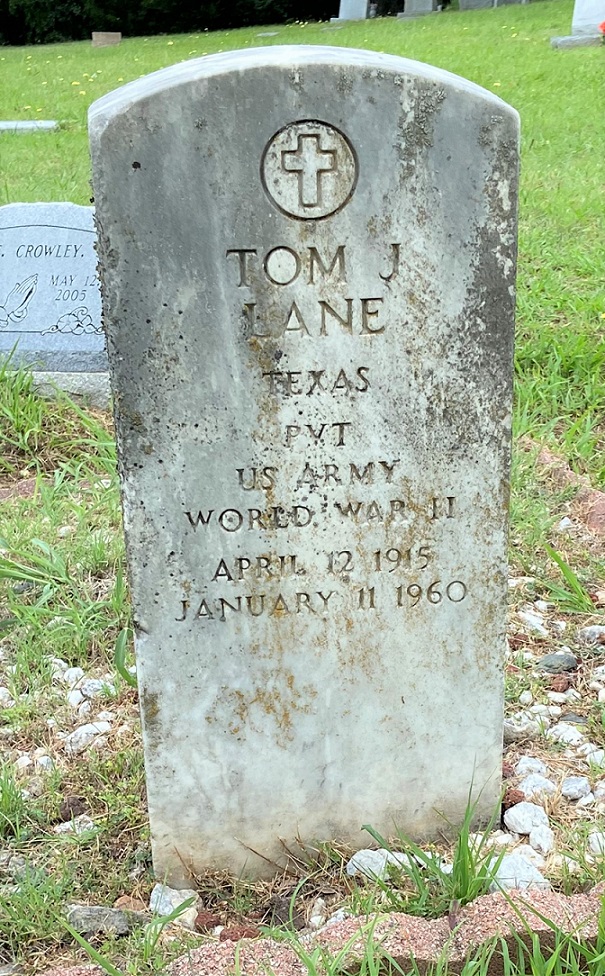 TOM J
LANE
TEXAS
PVT
US ARMY
WORLD WAR II
APRIL 12 1915
JANUARY 11 1960
CROWLEY.
MAY 12
2005